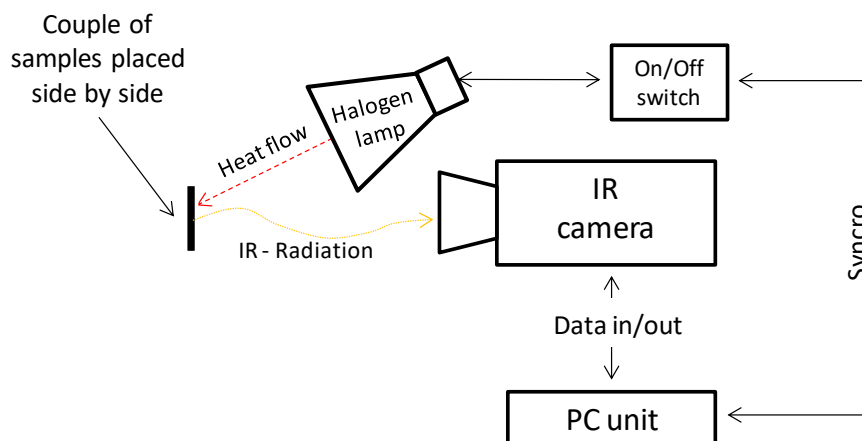 Couple of
samples placed
side by side
Halogen
lamp
On/Off
switch
Heat flow
IR
camera
IR - Radiation
Syncro
Data in/out
PC unit